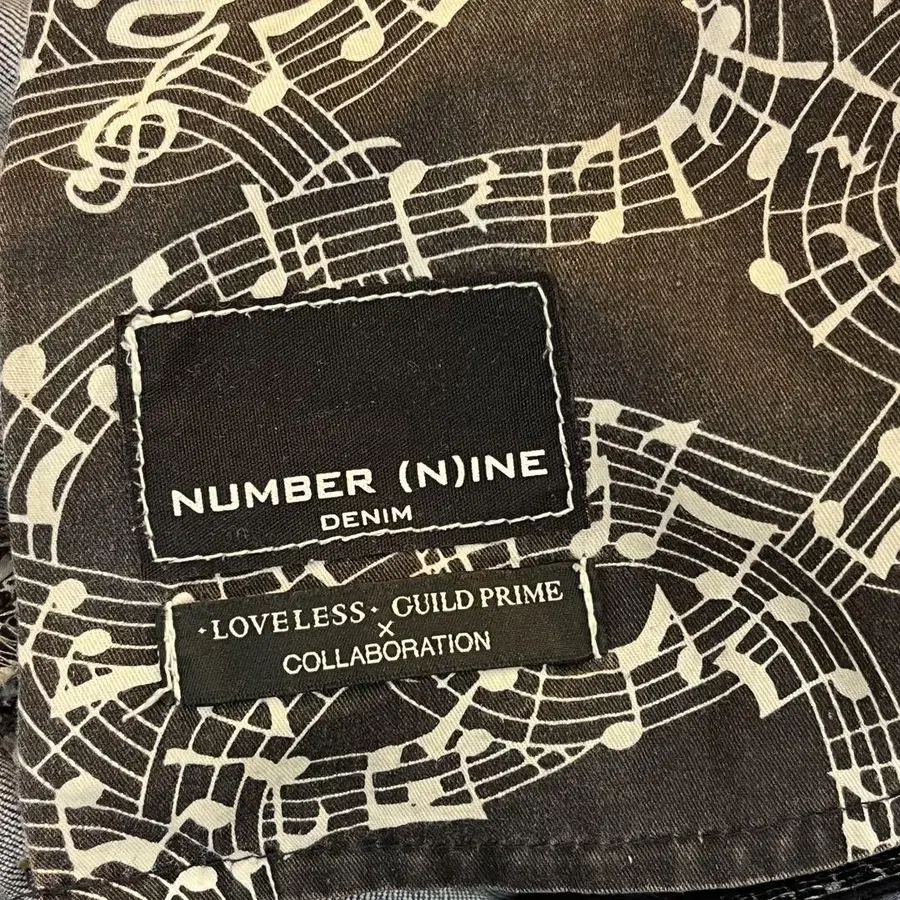 NUMBER (N)INE
DENIM
·LOVELESS· GUILD PRIME
×
COLLABORATION